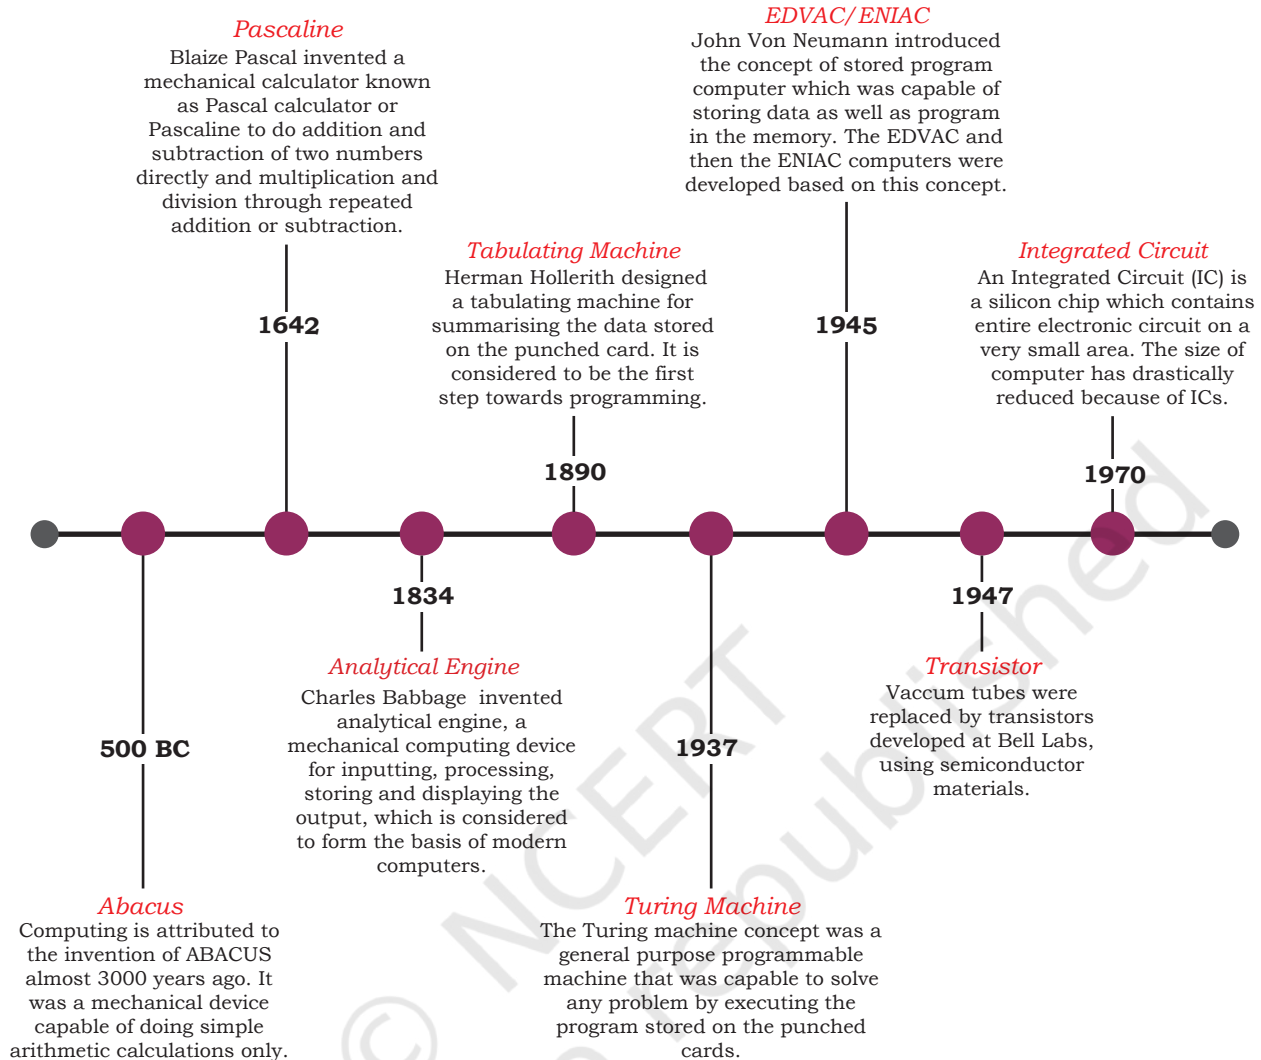 Pascaline
Blaize Pascal invented a
mechanical calculator known
as Pascal calculator or
Pascaline to do addition and
subtraction of two numbers
directly and multiplication and
division through repeated
addition or subtraction.
1642
Tabulating Machine
Herman Hollerith designed
a tabulating machine for
summarising the data stored
on the punched card. It is
considered to be the first
step towards programming.
1890
EDVAC/ENIAC
John Von Neumann introduced
the concept of stored program
computer which was capable of
storing data as well as program
in the memory. The EDVAC and
then the ENIAC computers were
developed based on this concept.
1945
Integrated Circuit
An Integrated Circuit (IC) is
a silicon chip which contains
entire electronic circuit on a
very small area. The size of
computer has drastically
reduced because of ICs.
1970
500 BC
Abacus
Computing is attributed to
the invention of ABACUS
almost 3000 years ago. It
was a mechanical device
capable of doing simple
arithmetic calculations only.
1834
Analytical Engine
Charles Babbage invented
analytical engine, a
mechanical computing device
for inputting, processing,
storing and displaying the
output, which is considered
to form the basis of modern
computers.
1937
Turing Machine
The Turing machine concept was a
general purpose programmable
machine that was capable to solve
any problem by executing the
program stored on the punched
cards.
1947
Transistor
Vaccum tubes were
replaced by transistors
developed at Bell Labs,
using semiconductor
materials.
© NCERT
republished